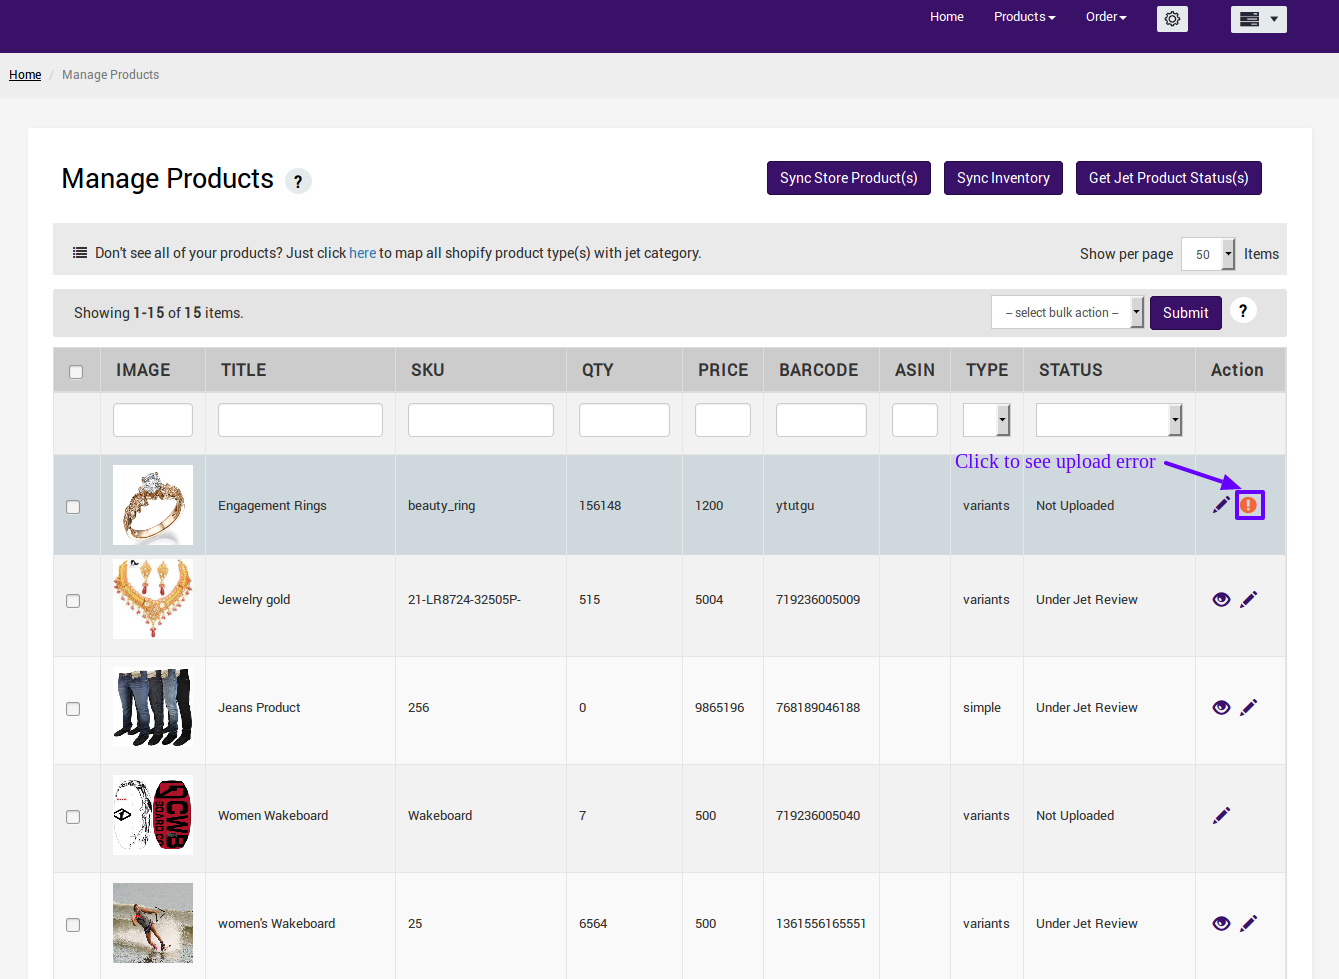 Home Products Order
Home / Manage Products
Manage Products ?
Sync Store Product(s) Sync Inventory Get Jet Product Status(s)
Don't see all of your products? Just click here to map all shopify product type(s) with jet category.
Show per page 50 Items
Showing 1-15 of 15 items.
-- select bulk action -- Submit ?
IMAGE TITLE SKU QTY PRICE BARCODE ASIN TYPE STATUS Action
Click to see upload error
Engagement Rings beauty_ring 156148 1200 ytutgu variants Not Uploaded
Jewelry gold 21-LR8724-32505P- 515 5004 719236005009 variants Under Jet Review
Jeans Product 256 0 9865196 768189046188 simple Under Jet Review
CWB
BOARD CO
Women Wakeboard Wakeboard 7 500 719236005040 variants Not Uploaded
women's Wakeboard 25 6564 500 1361556165551 variants Under Jet Review